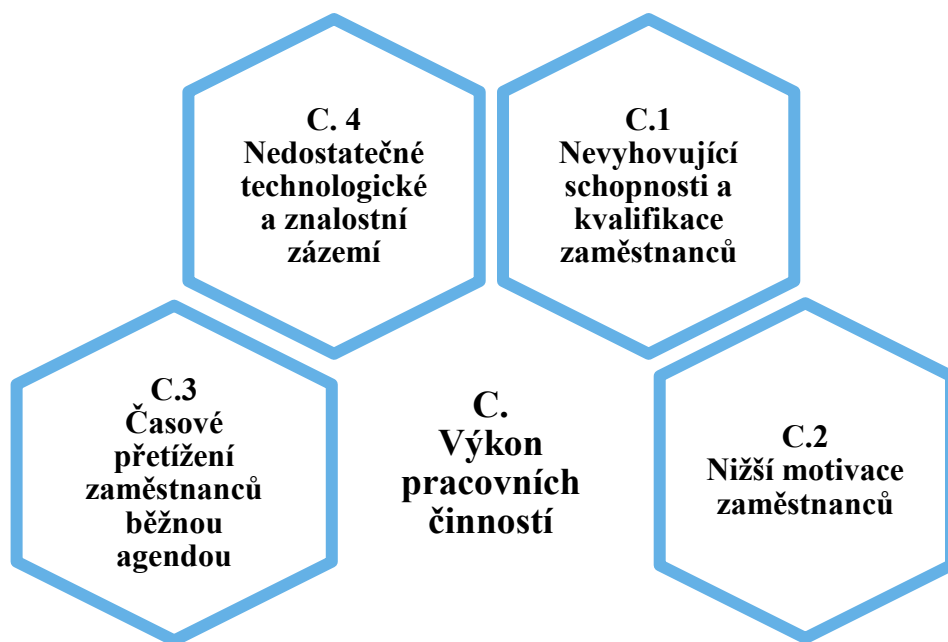 C. 4
Nedostatečné
technologické
a znalostní
zázemí
C.1
Nevyhovující
schopnosti a
kvalifikace
zaměstnanců
C.3
Časové
přetížení
zaměstnanců
běžnou
agendou
C.
Výkon
pracovních
činností
C.2
Nižší motivace
zaměstnanců